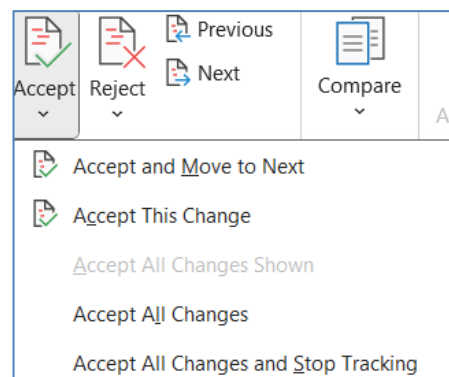 Accept
Reject
Previous
Next
Compare
A
Accept and Move to Next
Accept This Change
Accept All Changes Shown
Accept All Changes
Accept All Changes and Stop Tracking